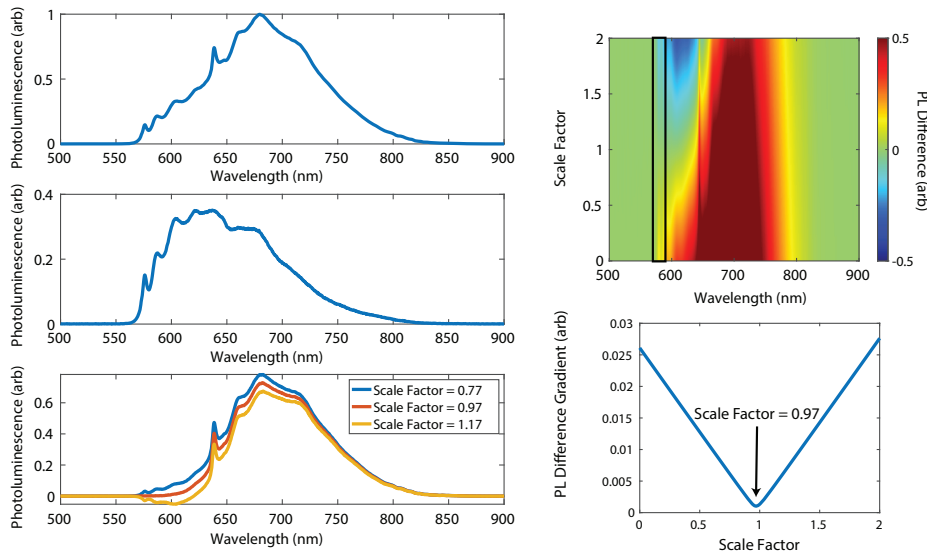 Photoluminescence (arb)
1
0.5
0
500 550 600 650 700 750 800 850 900
Wavelength (nm)
Photoluminescence (arb)
0.4
0.2
0
500 550 600 650 700 750 800 850 900
Wavelength (nm)
Photoluminescence (arb)
0.6
0.4
0.2
0
Scale Factor = 0.77
Scale Factor = 0.97
Scale Factor = 1.17
500 550 600 650 700 750 800 850 900
Wavelength (nm)
Scale Factor
2
1.5
1
0.5
0
500 600 700 800 900
Wavelength (nm)
0.5
0
-0.5
PL Difference (arb)
PL Difference Gradient (arb)
0.03
0.025
0.02
0.015
0.01
0.005
0
Scale Factor = 0.97
0 0.5 1 1.5 2
Scale Factor